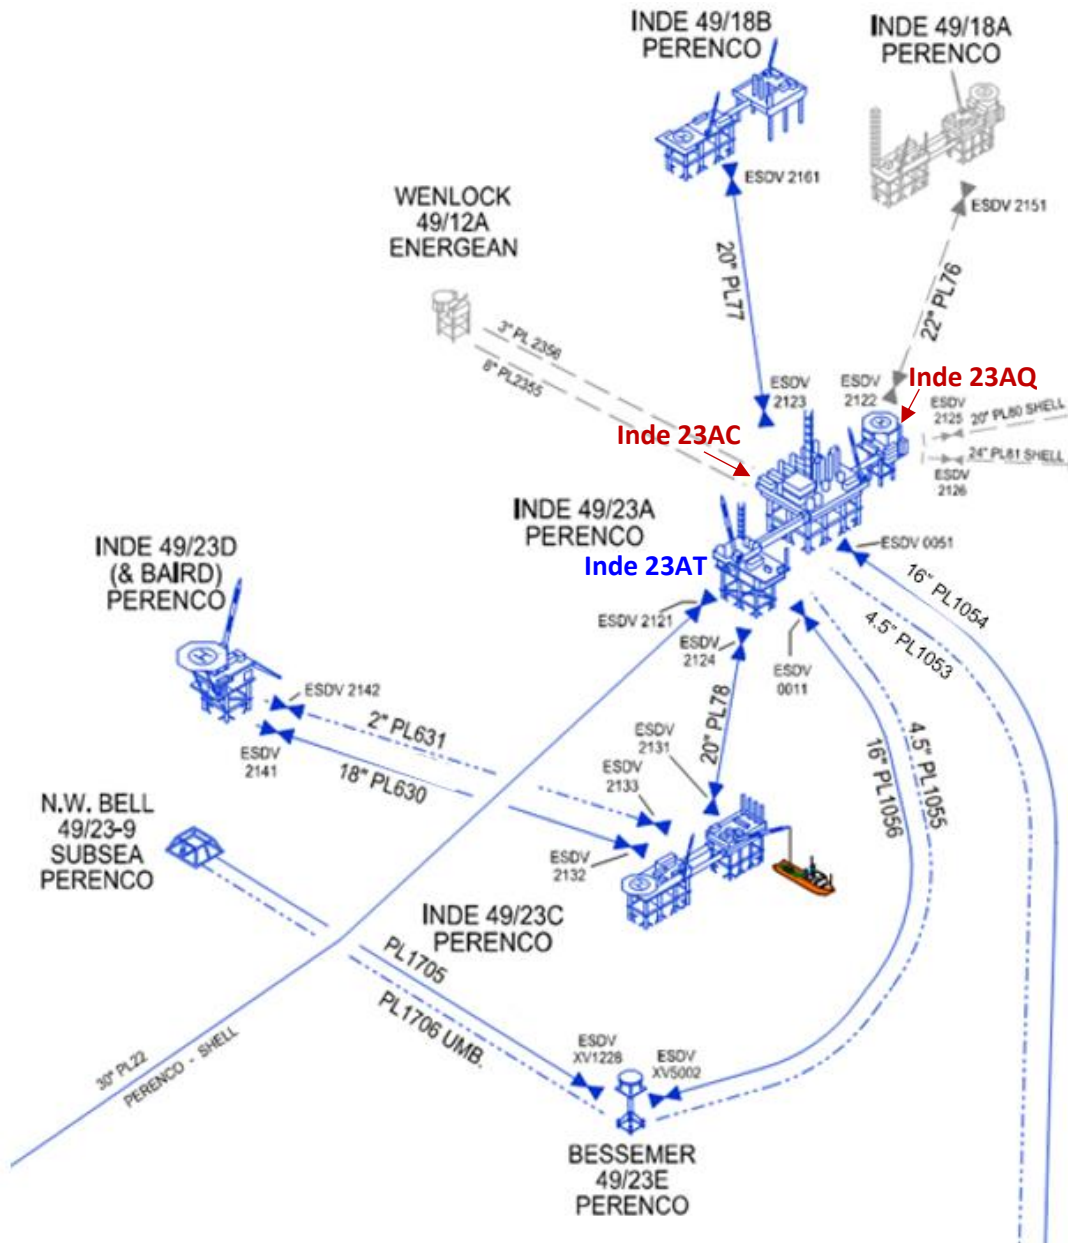 INDE 49/18B
PERENCO
INDE 49/18A
PERENCO
ESDV 2161
ESDV 2151
WENLOCK
49/12A
ENERGEAN
20" PL77
22" PL76
3" PL 2356
8" PL2355
ESDV
2123
ESDV
2122
Inde 23AQ
ESDV
2125
20" PL80 SHELL
24" PL81 SHELL
ESDV
2126
Inde 23AC
INDE 49/23A
PERENCO
Inde 23AT
ESDV 0051
16" PL1054
4.5" PL1053
INDE 49/23D
(& BAIRD)
PERENCO
ESDV 2121
ESDV
2124
ESDV
0011
ESDV 2142
2" PL631
ESDV
2141
18" PL630
20" PL78
ESDV
2131
ESDV
2133
ESDV
2132
16" PL1056
4.5" PL1055
N.W. BELL
49/23-9
SUBSEA
PERENCO
INDE 49/23C
PERENCO
PL1705
PL1706 UMB.
30" PL22
PERENCO - SHELL
ESDV
XV1228
ESDV
XV5002
BESSEMER
49/23E
PERENCO